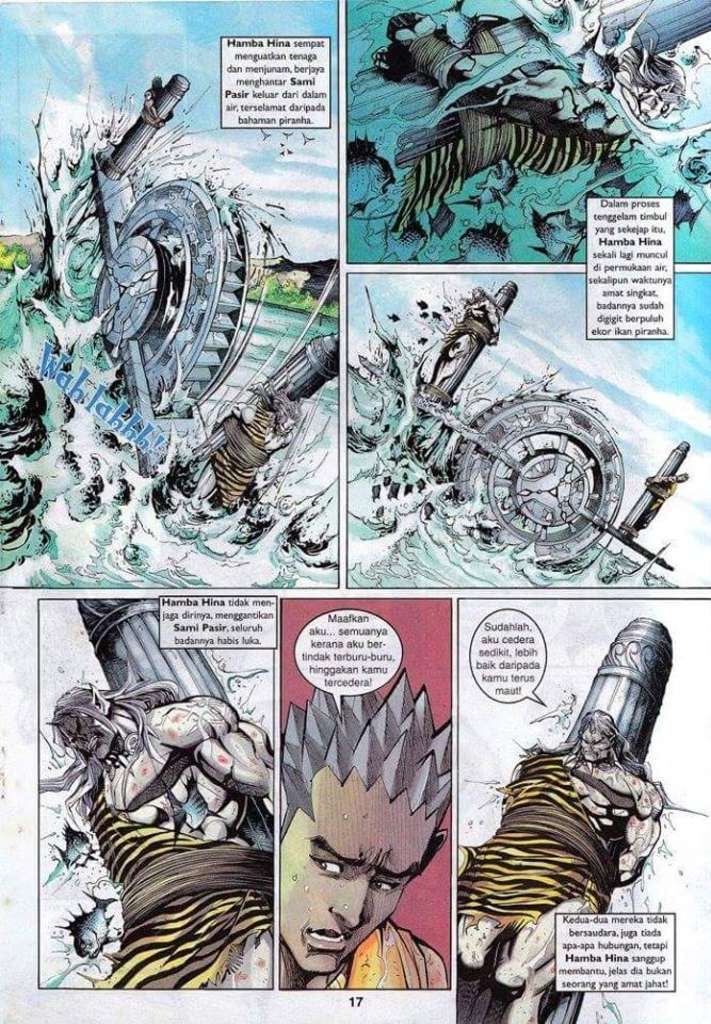 Hamba Hina sempat
menguatkan tenaga
dan menjunam, berjaya
menghantar Sami
Pasir keluar dari dalam
air, terselamat daripada
bahaman piranha.
Wahhhhh!
Dalam proses
tenggelam timbul
yang sekejap itu,
Hamba Hina
sekali lagi muncul
di permukaan air,
sekalipun waktunya
amat singkat,
badannya sudah
digigit berpuluh
ekor ikan piranha.
Hamba Hina tidak men-
jaga dirinya, menggantikan
Sami Pasir, seluruh
badannya habis luka.
Maafkan
aku... semuanya
kerana aku ber-
tindak terburu-buru,
hinggakan kamu
tercedera!
Sudahlah,
aku cedera
sedikit, lebih
baik daripada
kamu terus
maut!
Kedua-dua mereka tidak
bersaudara, juga tiada
apa-apa hubungan, tetapi
Hamba Hina sanggup
membantu, jelas dia bukan
seorang yang amat jahat!
17